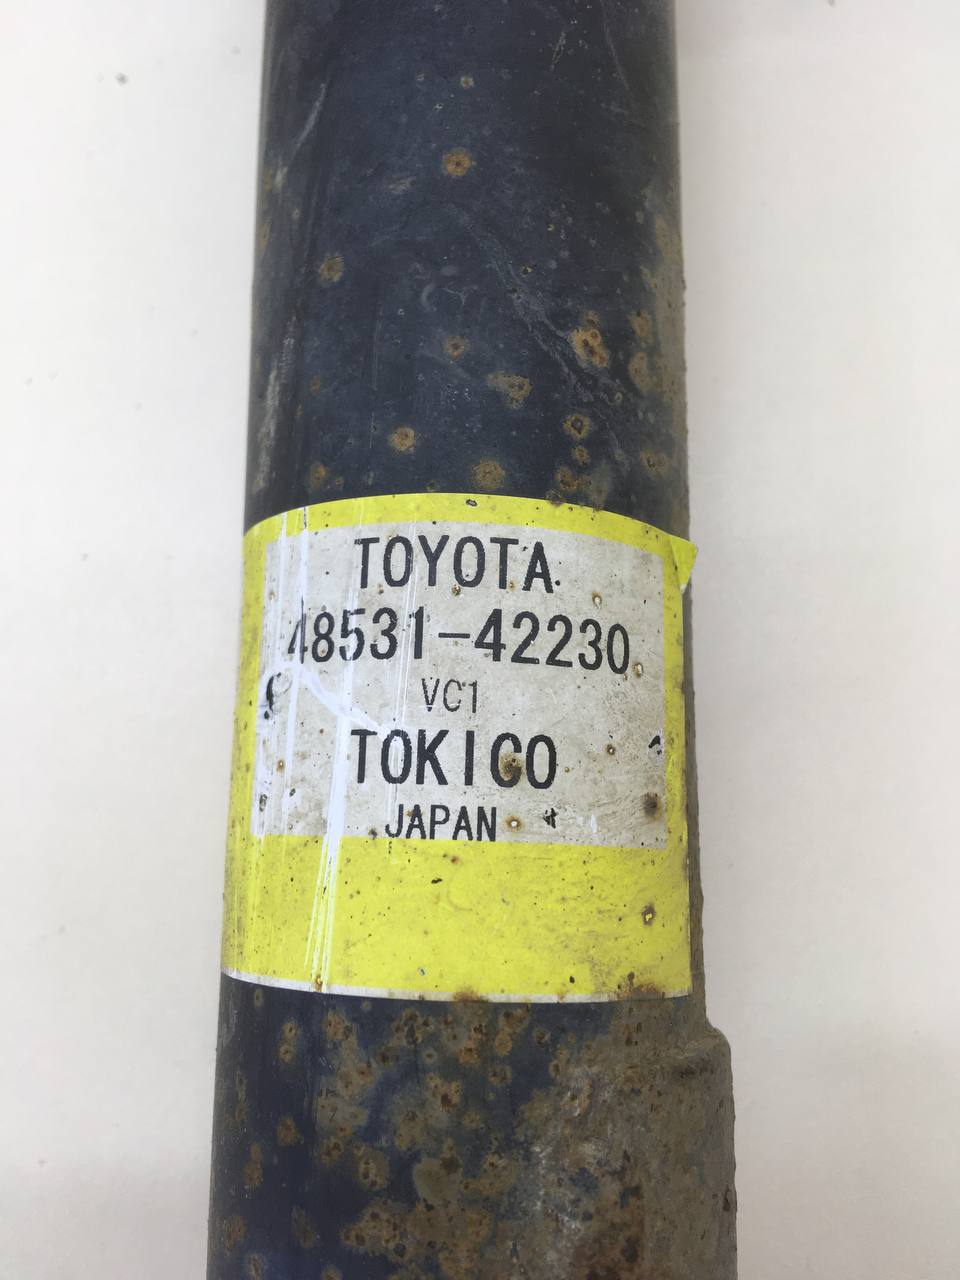 TOYOTA
48531-42230
VC1
TOKICO
JAPAN